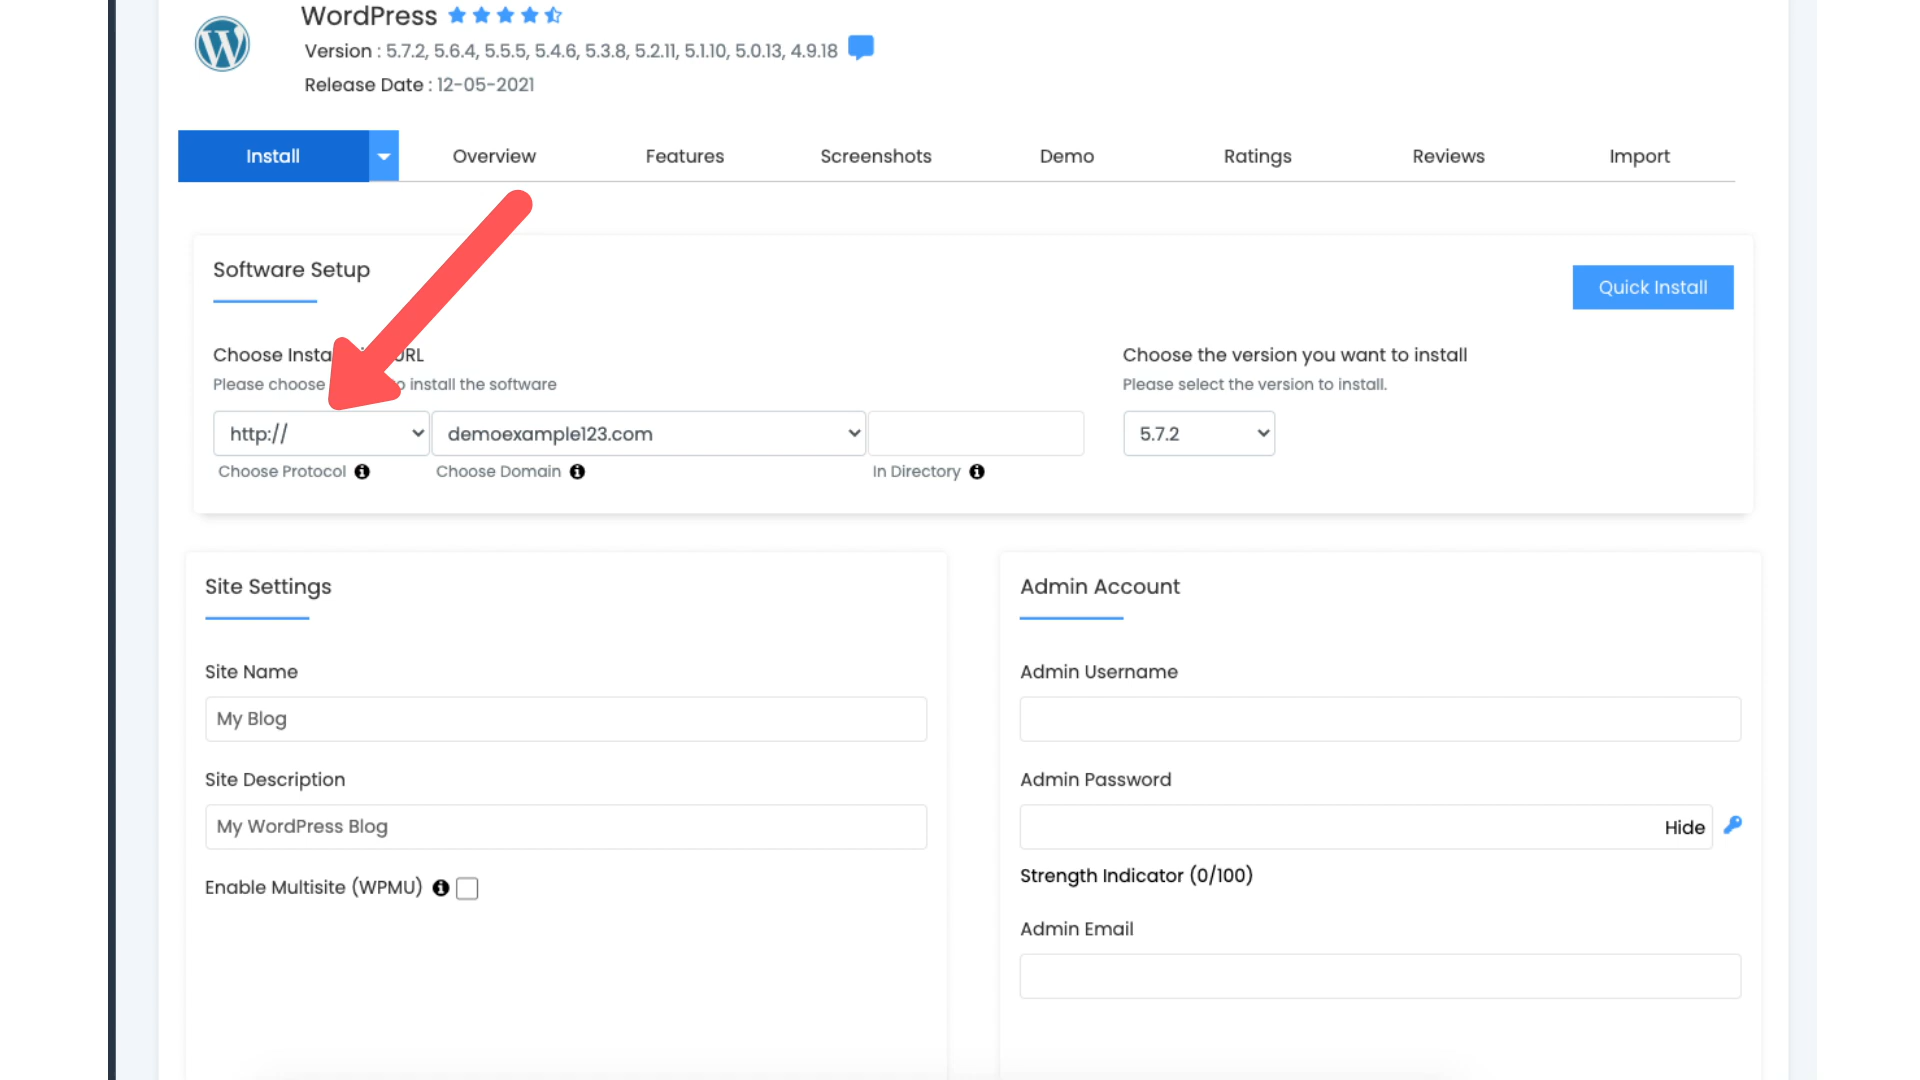 WordPress
Version : 5.7.2, 5.6.4, 5.5.5, 5.4.6, 5.3.8, 5.2.11, 5.1.10, 5.0.13, 4.9.18
Release Date : 12-05-2021
Install Overview Features Screenshots Demo Ratings Reviews Import
Software Setup
Quick Install
Choose Insta URL
Please choose to install the software
http:// demoexample123.com
Choose Protocol Choose Domain In Directory
Choose the version you want to install
Please select the version to install.
5.7.2
Site Settings
Site Name
My Blog
Site Description
My WordPress Blog
Enable Multisite (WPMU)
Admin Account
Admin Username
Admin Password
Hide
Strength Indicator (0/100)
Admin Email